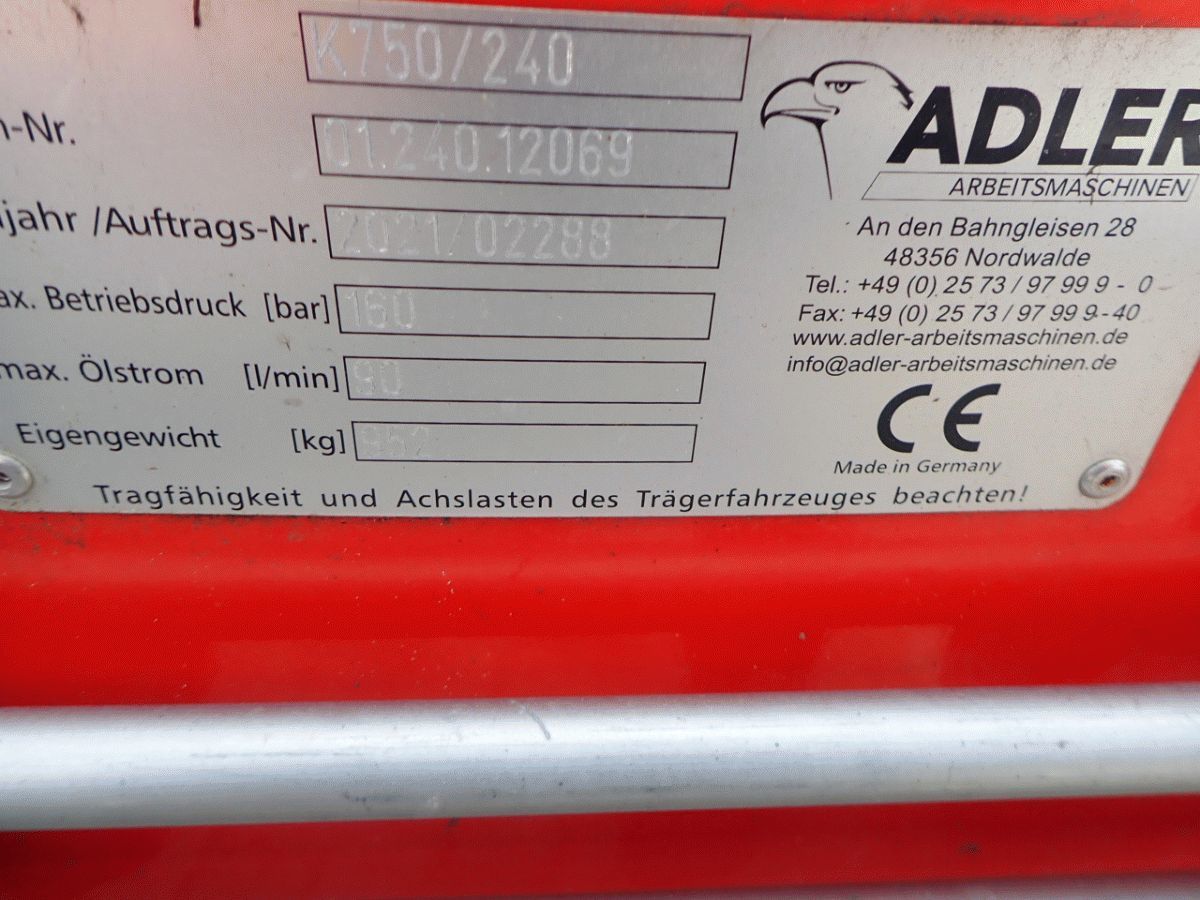 K750/240
n-Nr. 01.240.12069
ijahr /Auftrags-Nr. 2021/02288
ax. Betriebsdruck [bar] 160
max. Ölstrom [l/min] 90
Eigengewicht [kg] 952
Tragfähigkeit und Achslasten des Trägerfahrzeuges beachten!
ADLER
ARBEITSMASCHINEN
An den Bahngleisen 28
48356 Nordwalde
Tel.: +49 (0) 25 73 / 97 99 9 - 0
Fax: +49 (0) 25 73 / 97 99 9-40
www.adler-arbeitsmaschinen.de
info@adler-arbeitsmaschinen.de
CE
Made in Germany